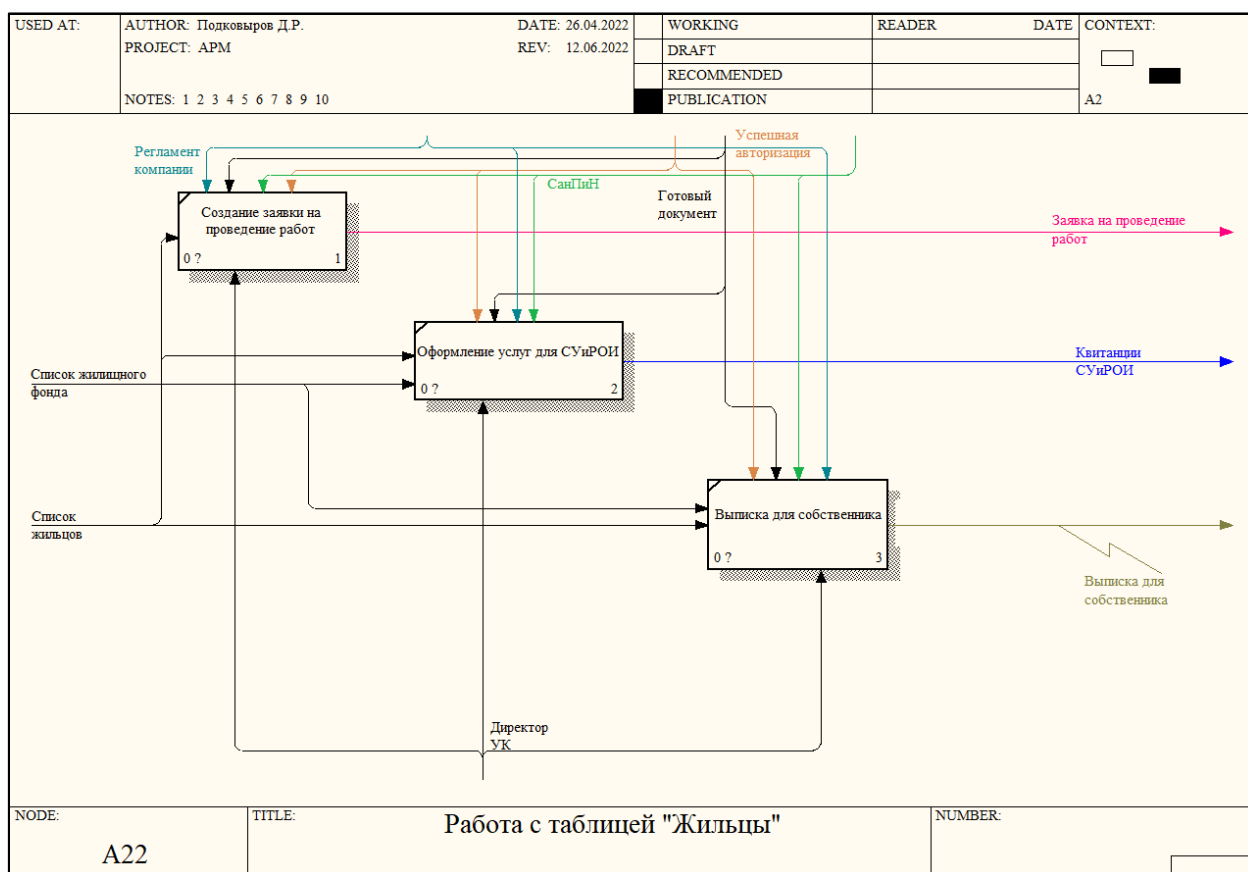 USED AT:
AUTHOR: Подковыров Д.Р.
DATE: 26.04.2022
PROJECT: АРМ
REV: 12.06.2022
NOTES: 1 2 3 4 5 6 7 8 9 10
WORKING
DRAFT
RECOMMENDED
PUBLICATION
READER
DATE
CONTEXT:
A2
Регламент
компании
Успешная
авторизация
СанПиН
Готовый
документ
Создание заявки на
проведение работ
0 ?
1
Заявка на проведение
работ
Оформление услуг для СУиРОИ
0 ?
2
Квитанции
СУиРОИ
Список жилищного
фонда
Список
жильцов
Выписка для собственника
0 ?
3
Выписка для
собственника
Директор
УК
NODE:
A22
TITLE:
Работа с таблицей "Жильцы"
NUMBER: